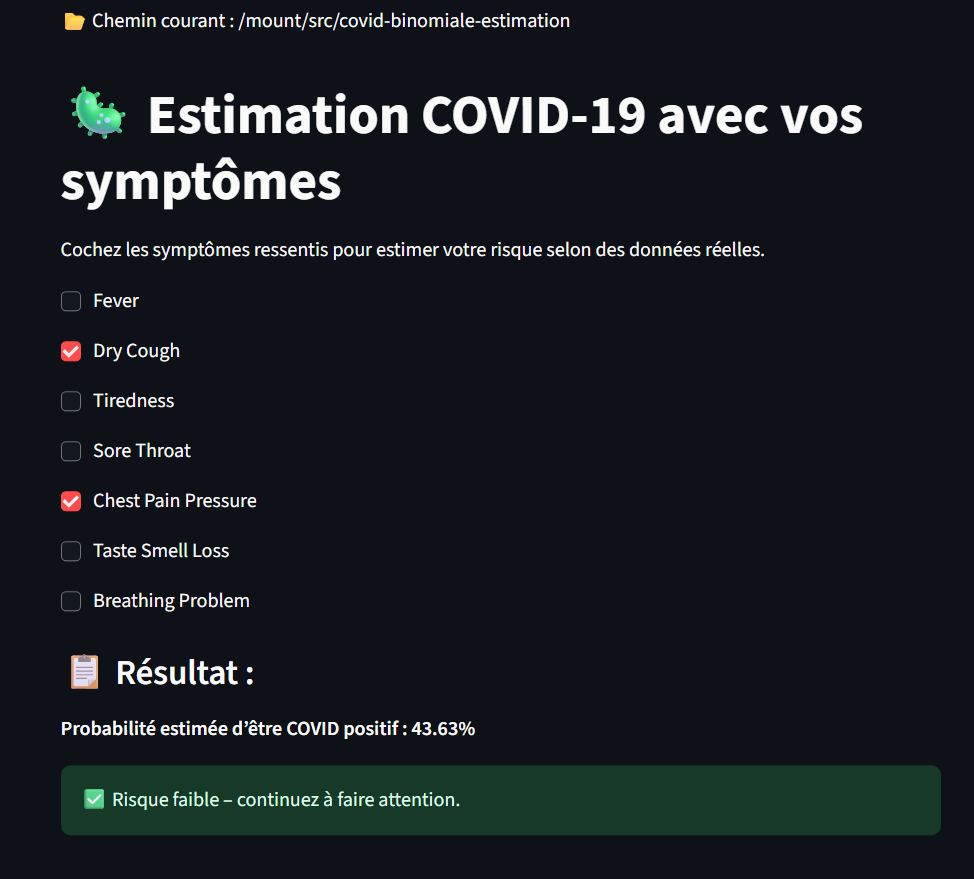 Chemin courant : /mount/src/covid-binomiale-estimation
Estimation COVID-19 avec vos
symptômes
Cochez les symptômes ressentis pour estimer votre risque selon des données réelles.
Fever
Dry Cough
Tiredness
Sore Throat
Chest Pain Pressure
Taste Smell Loss
Breathing Problem
Résultat :
Probabilité estimée d’être COVID positif : 43.63%
Risque faible – continuez à faire attention.